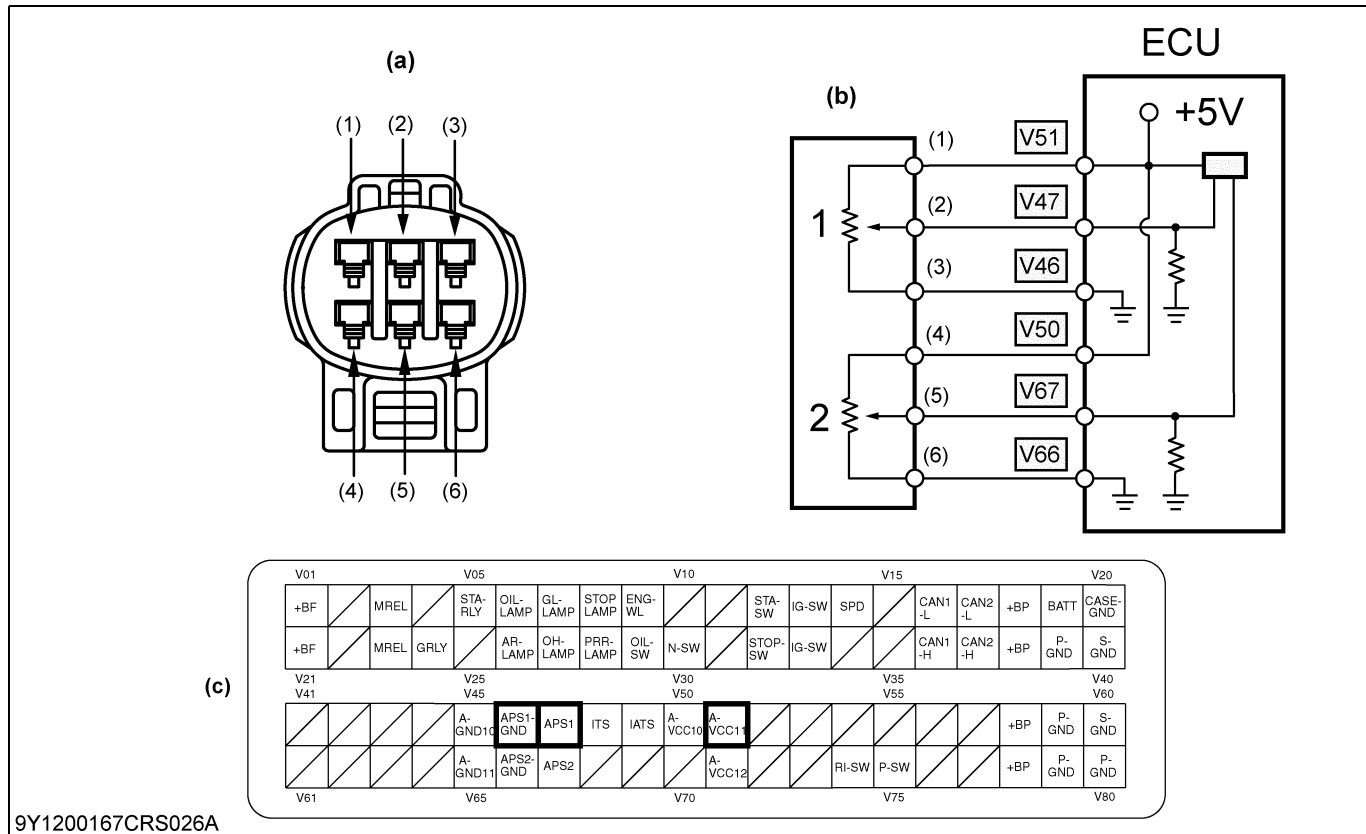 ECU
(a)
(b)
(1) (2) (3)
(4) (5) (6)
+5V
(1) V51
1 (2) V47
(3) V46
(4) V50
2 (5) V67
(6) V66
(c)
V01 V05 V10 V15 V20
+BF MREL STA-RLY OIL-LAMP GL-LAMP STOP LAMP ENG-WL STA-SW IG-SW SPD CAN1-L CAN2-L +BP BATT CASE-GND
+BF MREL GRLY AR-LAMP OH-LAMP PRR-LAMP OIL-SW N-SW STOP-SW IG-SW CAN1-H CAN2-H +BP P-GND S-GND
V21 V25 V30 V35 V40
V41 V45 V50 V55 V60
A-GND10 APS1-GND APS1 ITS IATS A-VCC10 A-VCC11 +BP P-GND S-GND
A-GND11 APS2-GND APS2 A-VCC12 RI-SW P-SW +BP P-GND P-GND
V61 V65 V70 V75 V80
9Y1200167CRS026A